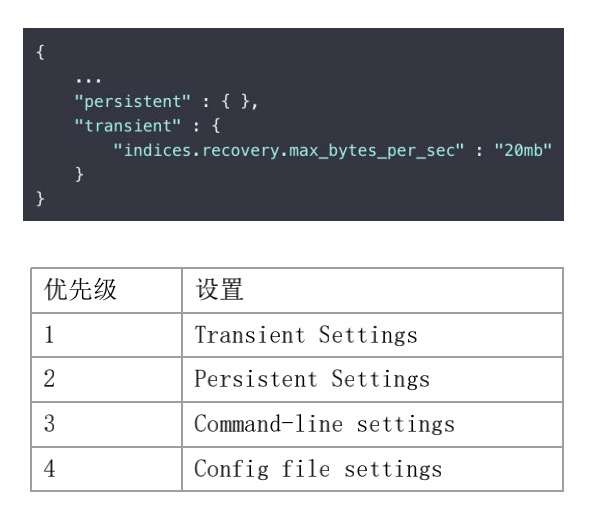 {
...
"persistent" : { },
"transient" : {
"indices.recovery.max_bytes_per_sec" : "20mb"
}
}
优先级 设置
1 Transient Settings
2 Persistent Settings
3 Command-line settings
4 Config file settings